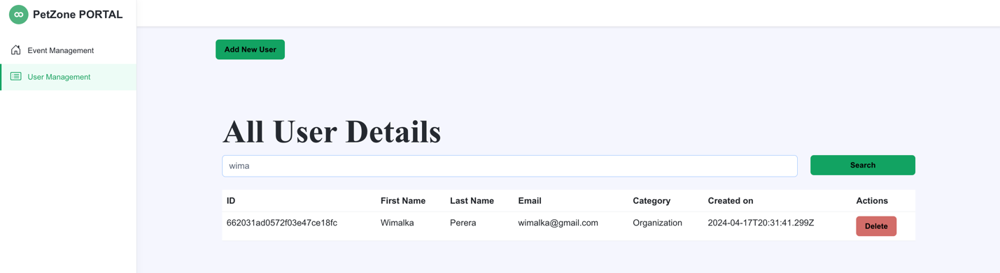 PetZone PORTAL
Event Management
User Management
Add New User
All User Details
wima
Search
ID First Name Last Name Email Category Created on Actions
662031ad0572f03e47ce18fc Wimalka Perera wimalka@gmail.com Organization 2024-04-17T20:31:41.299Z Delete